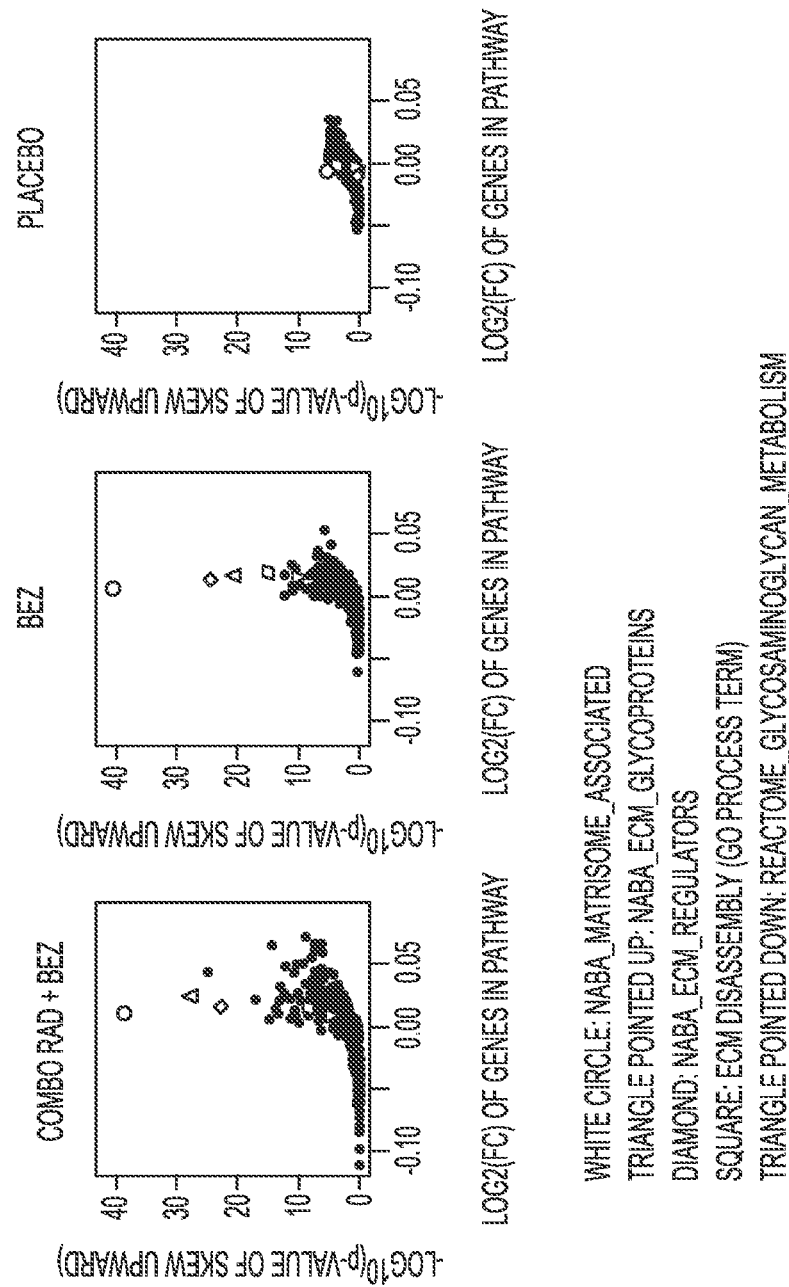 COMBO RAD + BEZ
-LOG¹⁰(p-VALUE OF SKEW UPWARD)
40
30
20
10
0
-0.10
0.00
0.05
LOG2(FC) OF GENES IN PATHWAY
BEZ
-LOG¹⁰(p-VALUE OF SKEW UPWARD)
40
30
20
10
0
-0.10
0.00
0.05
LOG2(FC) OF GENES IN PATHWAY
PLACEBO
-LOG¹⁰(p-VALUE OF SKEW UPWARD)
40
30
20
10
0
-0.10
0.00
0.05
LOG2(FC) OF GENES IN PATHWAY
WHITE CIRCLE: NABA_MATRISOME_ASSOCIATED
TRIANGLE POINTED UP: NABA_ECM_GLYCOPROTEINS
DIAMOND: NABA_ECM_REGULATORS
SQUARE: ECM DISASSEMBLY (GO PROCESS TERM)
TRIANGLE POINTED DOWN: REACTOME_GLYCOSAMINOGLYCAN_METABOLISM